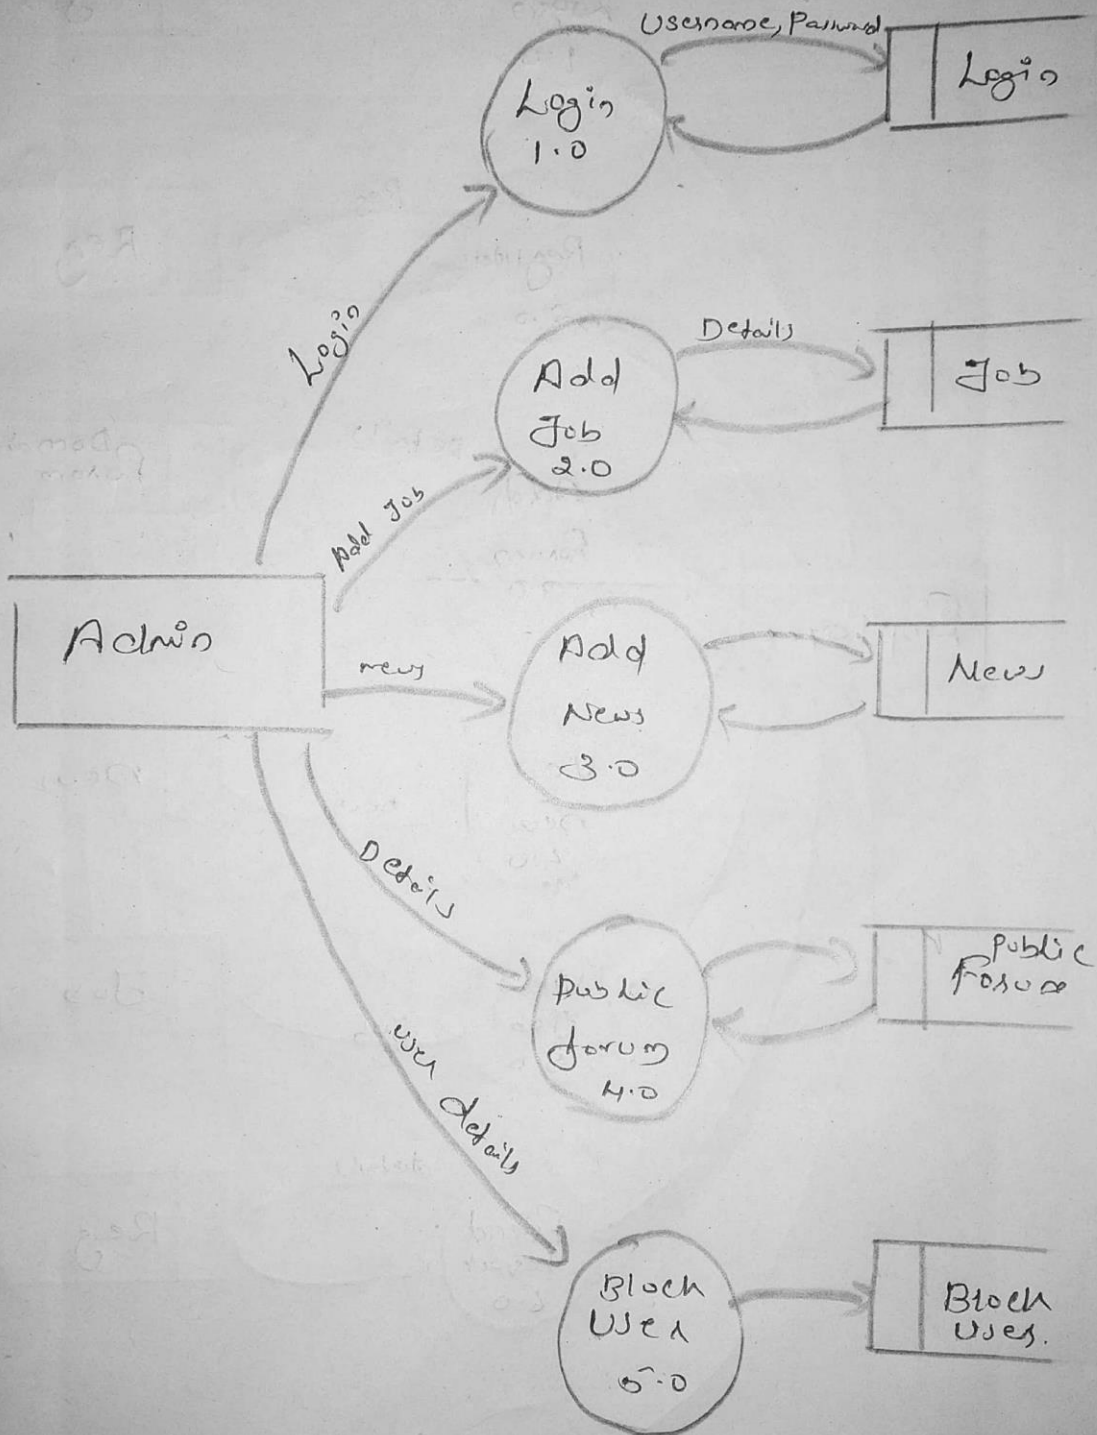 Username, Password
Login
1.0
Login
Login
Add
Job
2.0
Details
Job
Add Job
Admin
news
Add
News
3.0
News
Details
Public
forum
4.0
Public
Forum
user details
Block
User
5.0
Block
User.